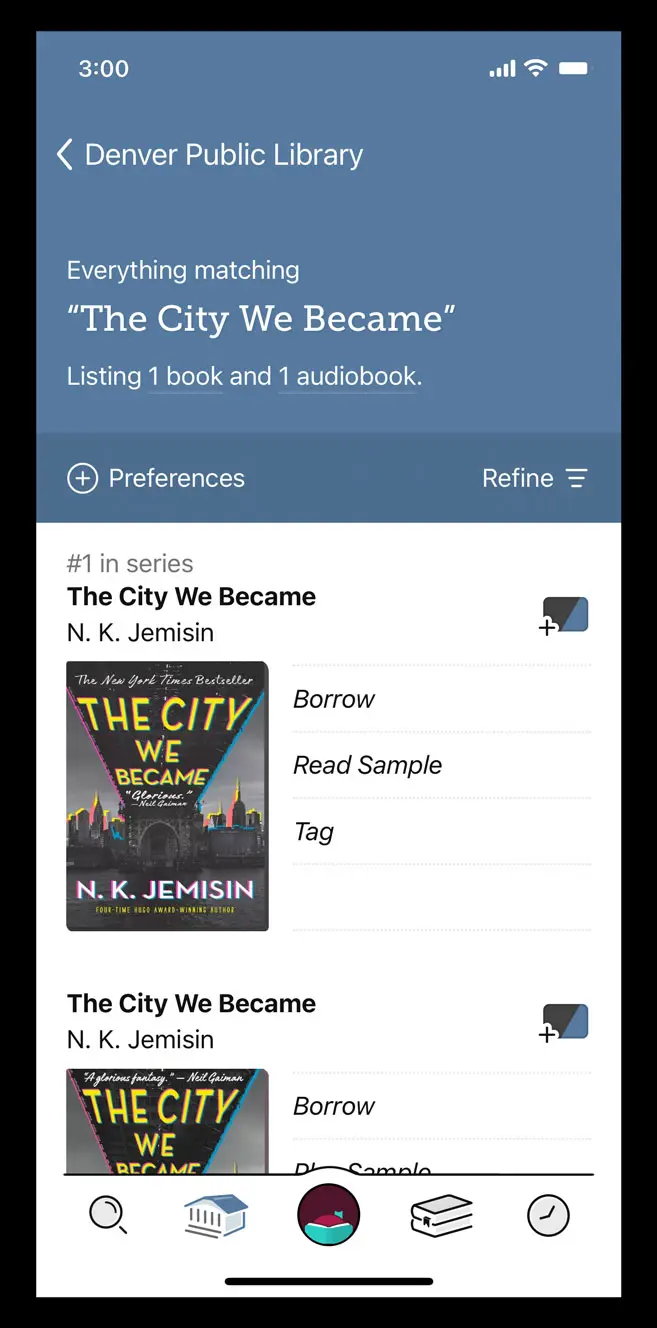 3:00
Denver Public Library
Everything matching
“The City We Became”
Listing 1 book and 1 audiobook.
Preferences
Refine
#1 in series
The City We Became
N. K. Jemisin
The New York Times Bestseller
THE CITY
WE
BECAME
"Glorious."
—Neil Gaiman
N. K. JEMISIN
FOUR-TIME HUGO AWARD-WINNING AUTHOR
Borrow
Read Sample
Tag
The City We Became
N. K. Jemisin
"A glorious fantasy." — Neil Gaiman
THE CITY
WE
BECAME
Borrow
Play Sample